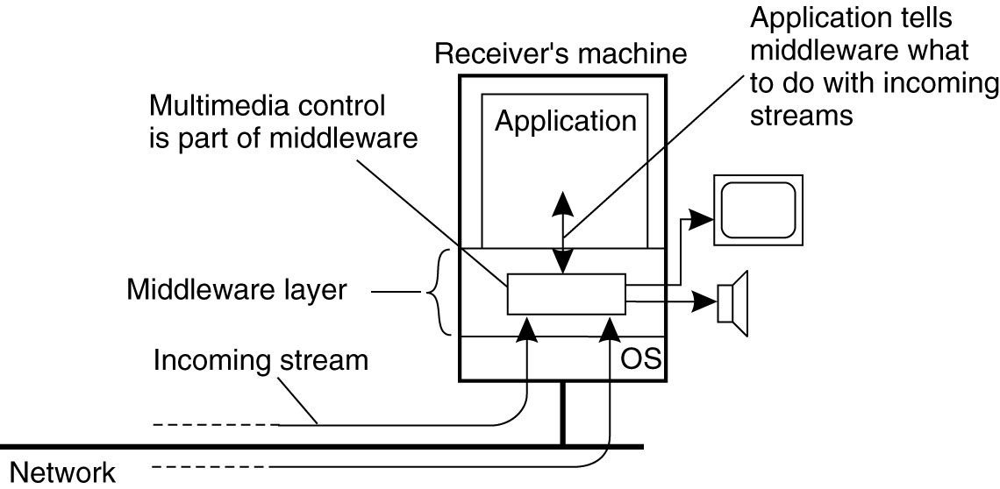 Application tells
middleware what
to do with incoming
streams
Receiver's machine
Multimedia control
is part of middleware
Application
Middleware layer
Incoming stream
OS
Network